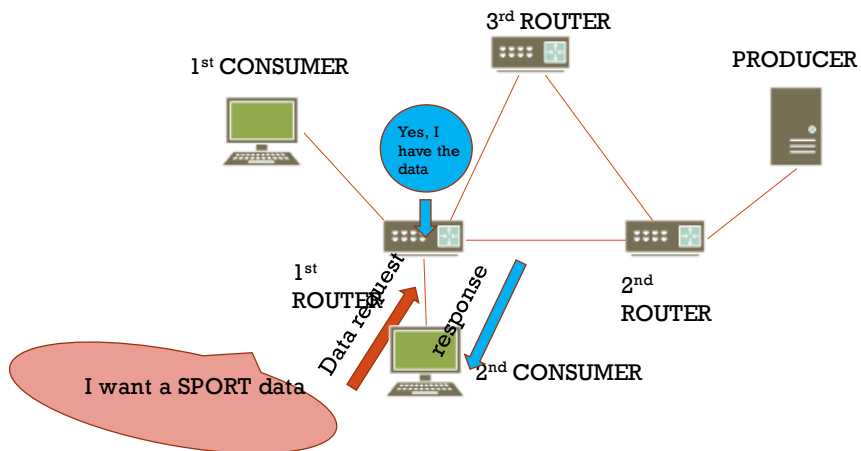 3rd ROUTER
1st CONSUMER
PRODUCER
Yes, I
have the
data
1st
ROUTER
Data request
response
2nd
ROUTER
I want a SPORT data
2nd CONSUMER